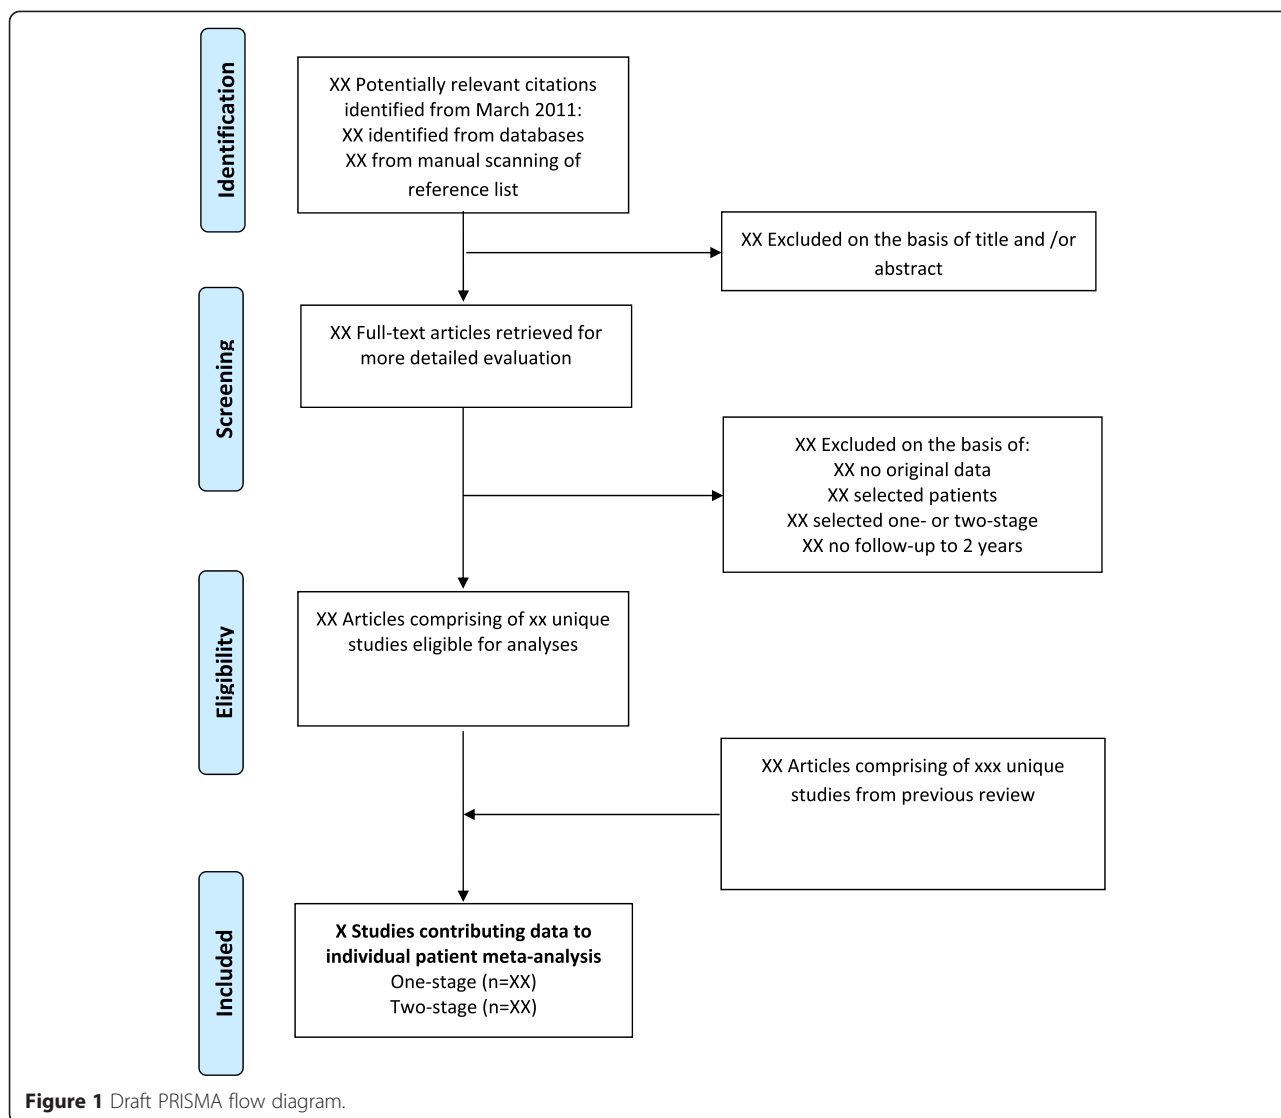 Identification
XX Potentially relevant citations
identified from March 2011:
XX identified from databases
XX from manual scanning of
reference list
XX Excluded on the basis of title and /or
abstract
Screening
XX Full-text articles retrieved for
more detailed evaluation
XX Excluded on the basis of:
XX no original data
XX selected patients
XX selected one- or two-stage
XX no follow-up to 2 years
Eligibility
XX Articles comprising of xx unique
studies eligible for analyses
XX Articles comprising of xxx unique
studies from previous review
Included
X Studies contributing data to
individual patient meta-analysis
One-stage (n=XX)
Two-stage (n=XX)
Figure 1 Draft PRISMA flow diagram.